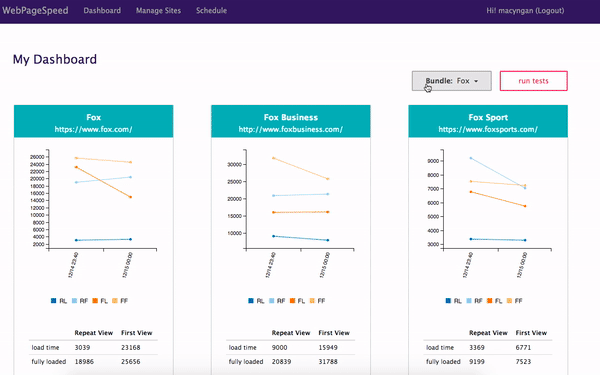 WebPageSpeed Dashboard Manage Sites Schedule Hi! macyngan (Logout)
My Dashboard
Bundle: Fox run tests
Fox
https://www.fox.com/
26000
24000
22000
20000
18000
16000
14000
12000
10000
8000
6000
4000
2000
12/14 23:40
12/15 00:00
RL RF FL FF
Repeat View First View
load time 3039 23168
fully loaded 18986 25656
Fox Business
http://www.foxbusiness.com/
30000
25000
20000
15000
10000
12/14 23:40
12/15 00:00
RL RF FL FF
Repeat View First View
load time 9000 15949
fully loaded 20839 31788
Fox Sport
https://www.foxsports.com/
9000
8000
7000
6000
5000
4000
3000
12/14 23:40
12/15 00:00
RL RF FL FF
Repeat View First View
load time 3369 6771
fully loaded 9199 7523